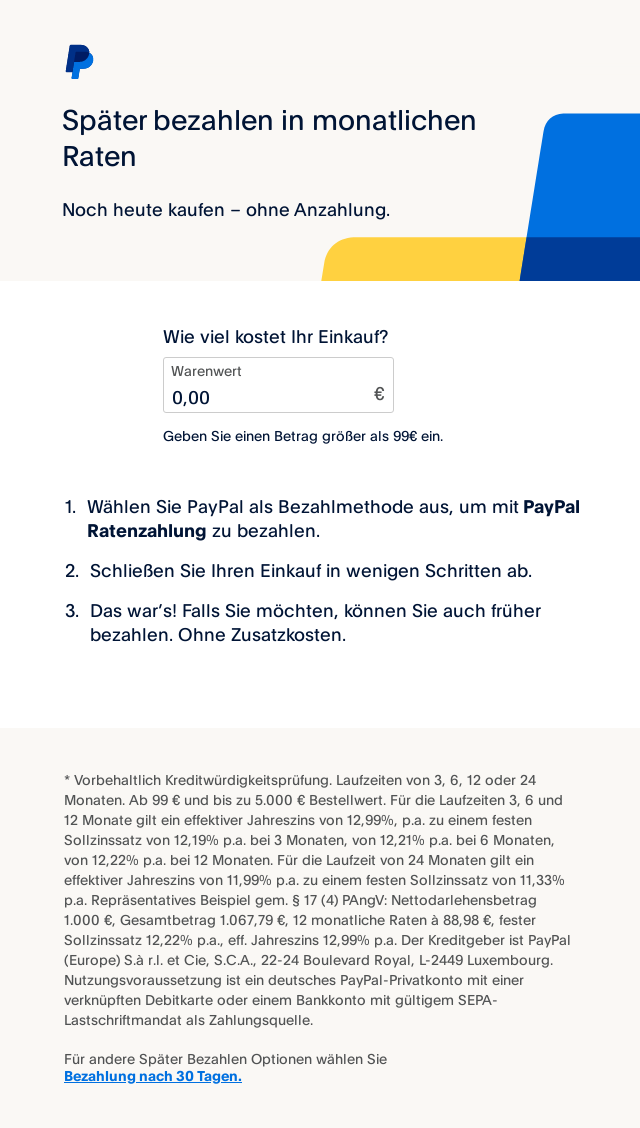 Später bezahlen in monatlichen
Raten
Noch heute kaufen – ohne Anzahlung.
Wie viel kostet Ihr Einkauf?
Warenwert
0,00 €
Geben Sie einen Betrag größer als 99€ ein.
1. Wählen Sie PayPal als Bezahlmethode aus, um mit PayPal
Ratenzahlung zu bezahlen.
2. Schließen Sie Ihren Einkauf in wenigen Schritten ab.
3. Das war’s! Falls Sie möchten, können Sie auch früher
bezahlen. Ohne Zusatzkosten.
* Vorbehaltlich Kreditwürdigkeitsprüfung. Laufzeiten von 3, 6, 12 oder 24
Monaten. Ab 99 € und bis zu 5.000 € Bestellwert. Für die Laufzeiten 3, 6 und
12 Monate gilt ein effektiver Jahreszins von 12,99%, p.a. zu einem festen
Sollzinssatz von 12,19% p.a. bei 3 Monaten, von 12,21% p.a. bei 6 Monaten,
von 12,22% p.a. bei 12 Monaten. Für die Laufzeit von 24 Monaten gilt ein
effektiver Jahreszins von 11,99% p.a. zu einem festen Sollzinssatz von 11,33%
p.a. Repräsentatives Beispiel gem. § 17 (4) PAngV: Nettodarlehensbetrag
1.000 €, Gesamtbetrag 1.067,79 €, 12 monatliche Raten à 88,98 €, fester
Sollzinssatz 12,22% p.a., eff. Jahreszins 12,99% p.a. Der Kreditgeber ist PayPal
(Europe) S.à r.l. et Cie, S.C.A., 22-24 Boulevard Royal, L-2449 Luxembourg.
Nutzungsvoraussetzung ist ein deutsches PayPal-Privatkonto mit einer
verknüpften Debitkarte oder einem Bankkonto mit gültigem SEPA-
Lastschriftmandat als Zahlungsquelle.
Für andere Später Bezahlen Optionen wählen Sie
Bezahlung nach 30 Tagen.